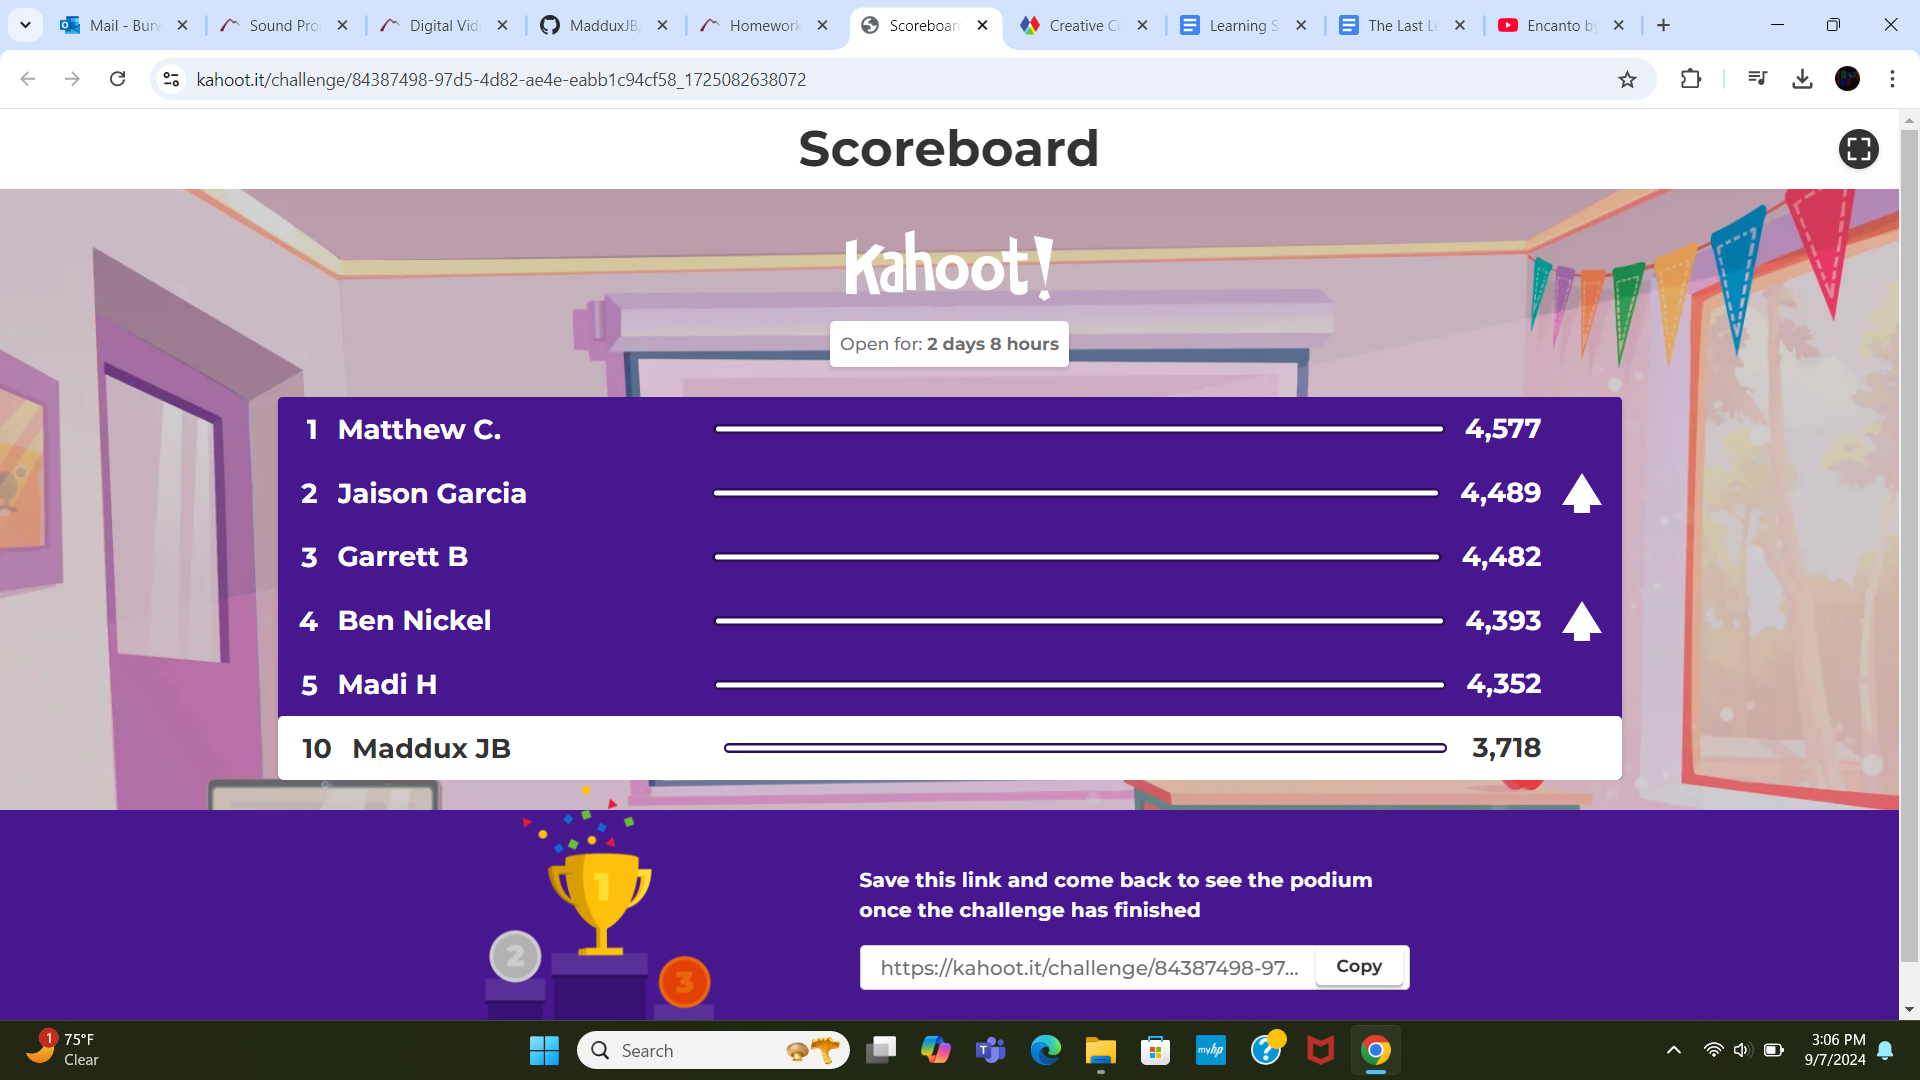 Mail - Bur
Sound Pro
Digital Vid
MadduxJB
Homework
Scoreboar
Creative C
Learning S
The Last L
Encanto b
kahoot.it/challenge/84387498-97d5-4d82-ae4e-eabb1c94cf58_1725082638072
Scoreboard
Kahoot!
Open for: 2 days 8 hours
1 Matthew C. 4,577
2 Jaison Garcia 4,489
3 Garrett B 4,482
4 Ben Nickel 4,393
5 Madi H 4,352
10 Maddux JB 3,718
1
2
3
Save this link and come back to see the podium
once the challenge has finished
https://kahoot.it/challenge/84387498-97... Copy
1
75°F
Clear
Search
myhp
3:06 PM
9/7/2024